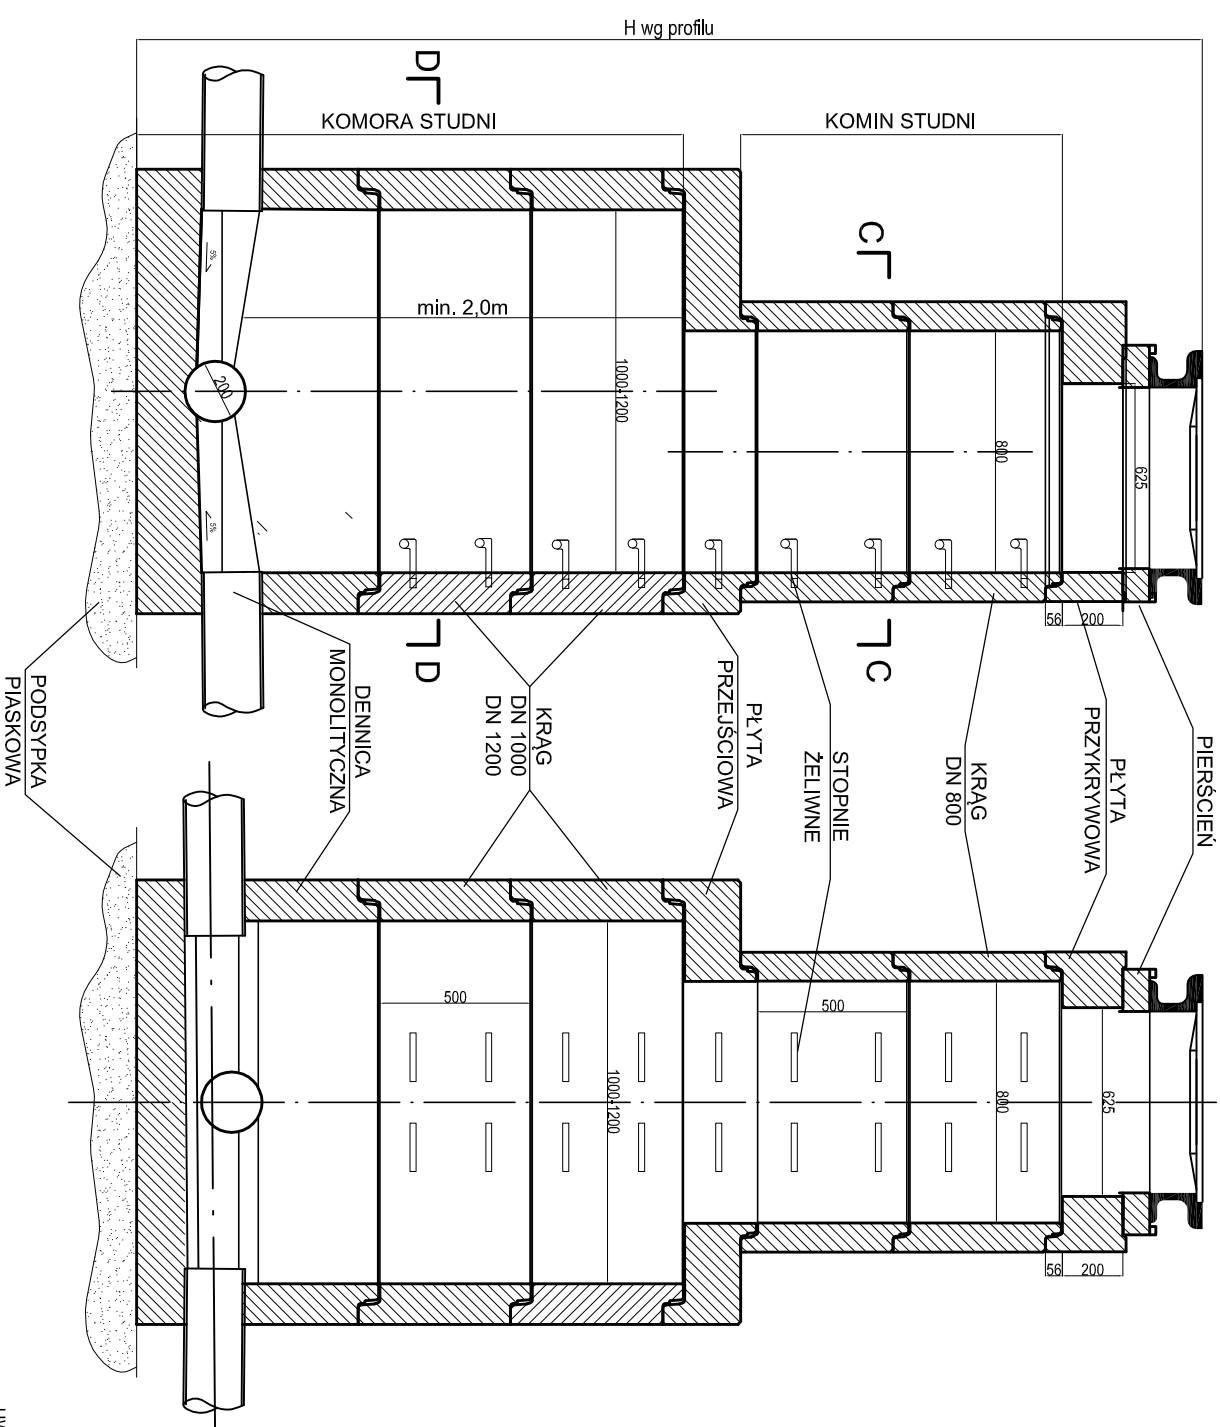 H wg profilu
KOMORA STUDNI
KOMIN STUDNI
D
C
min. 2,0m
1000-1200
800
625
200
5%
5%
56
200
D
C
PODSYPKA
PIASKOWA
DENNICA
MONOLITYCZNA
KRĄG
DN 1000
DN 1200
PŁYTA
PRZEJŚCIOWA
STOPNIE
ŻELIWNE
KRĄG
DN 800
PŁYTA
PRZYKRYWOWA
PIERŚCIEŃ
500
500
1000-1200
800
625
56
200